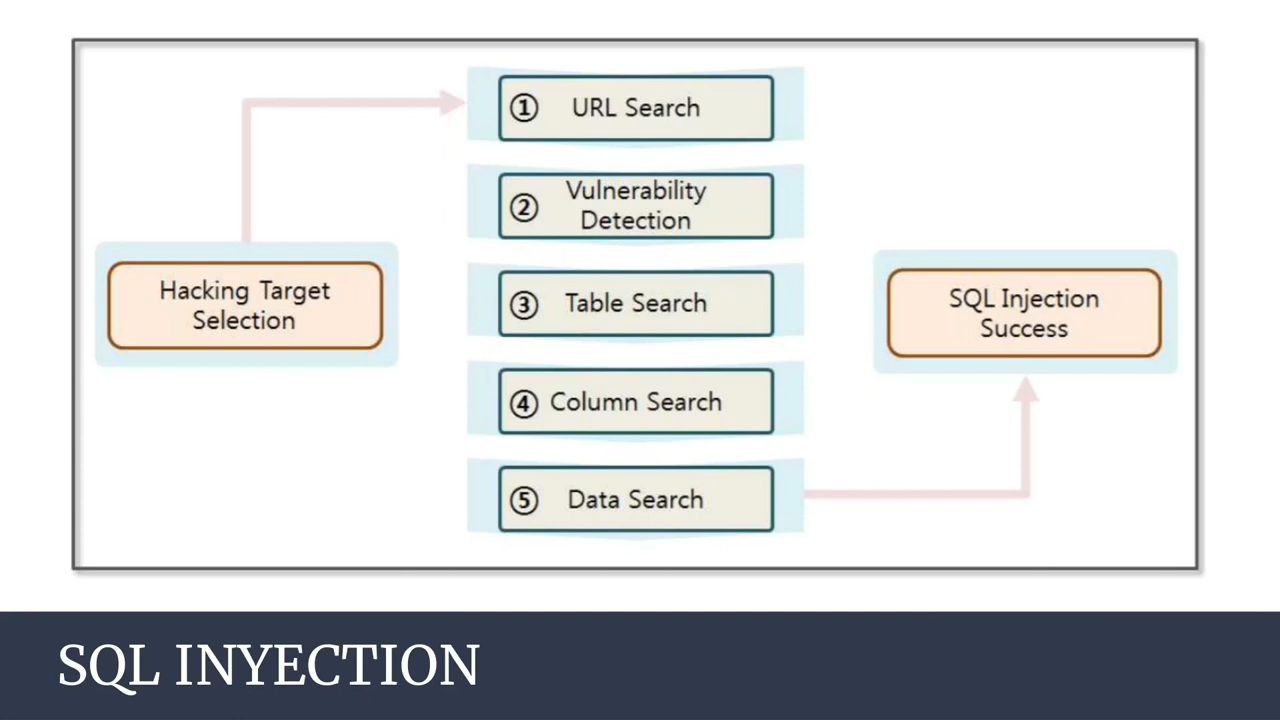 Hacking Target
Selection
① URL Search
② Vulnerability
Detection
③ Table Search
④ Column Search
⑤ Data Search
SQL Injection
Success
SQL INYECTION